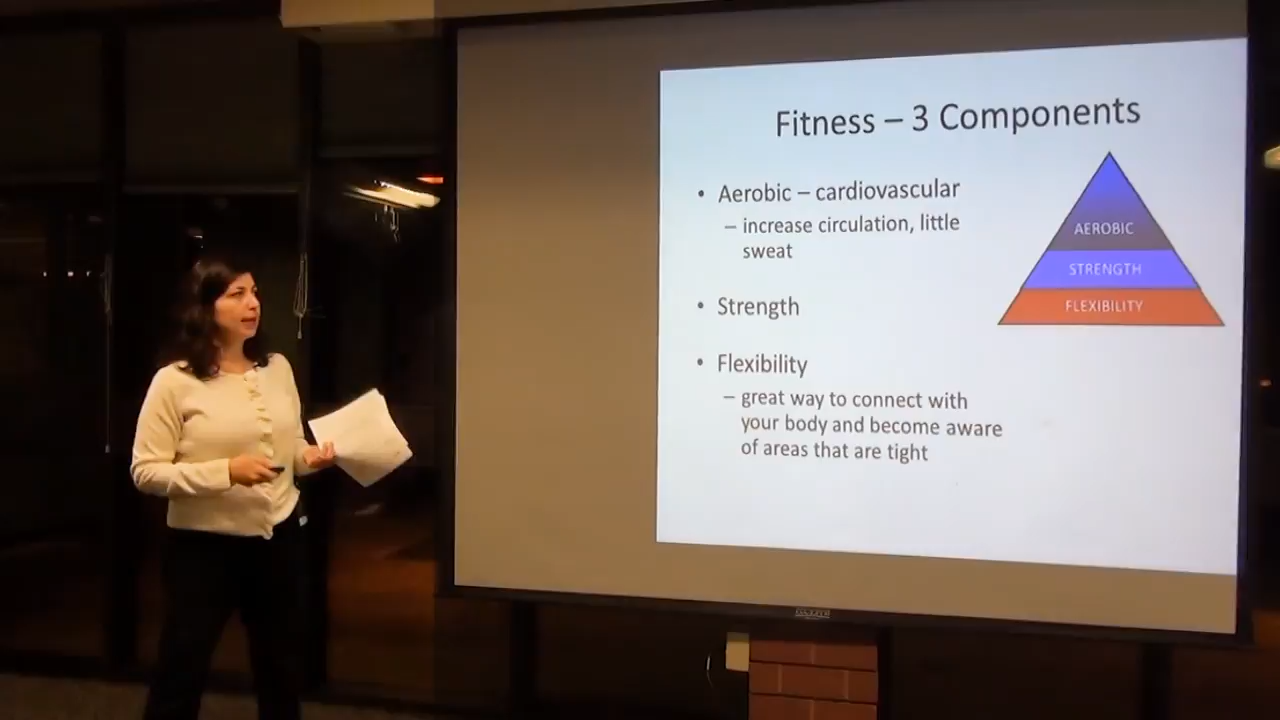 Fitness – 3 Components
• Aerobic – cardiovascular
– increase circulation, little
sweat
• Strength
• Flexibility
– great way to connect with
your body and become aware
of areas that are tight
AEROBIC
STRENGTH
FLEXIBILITY